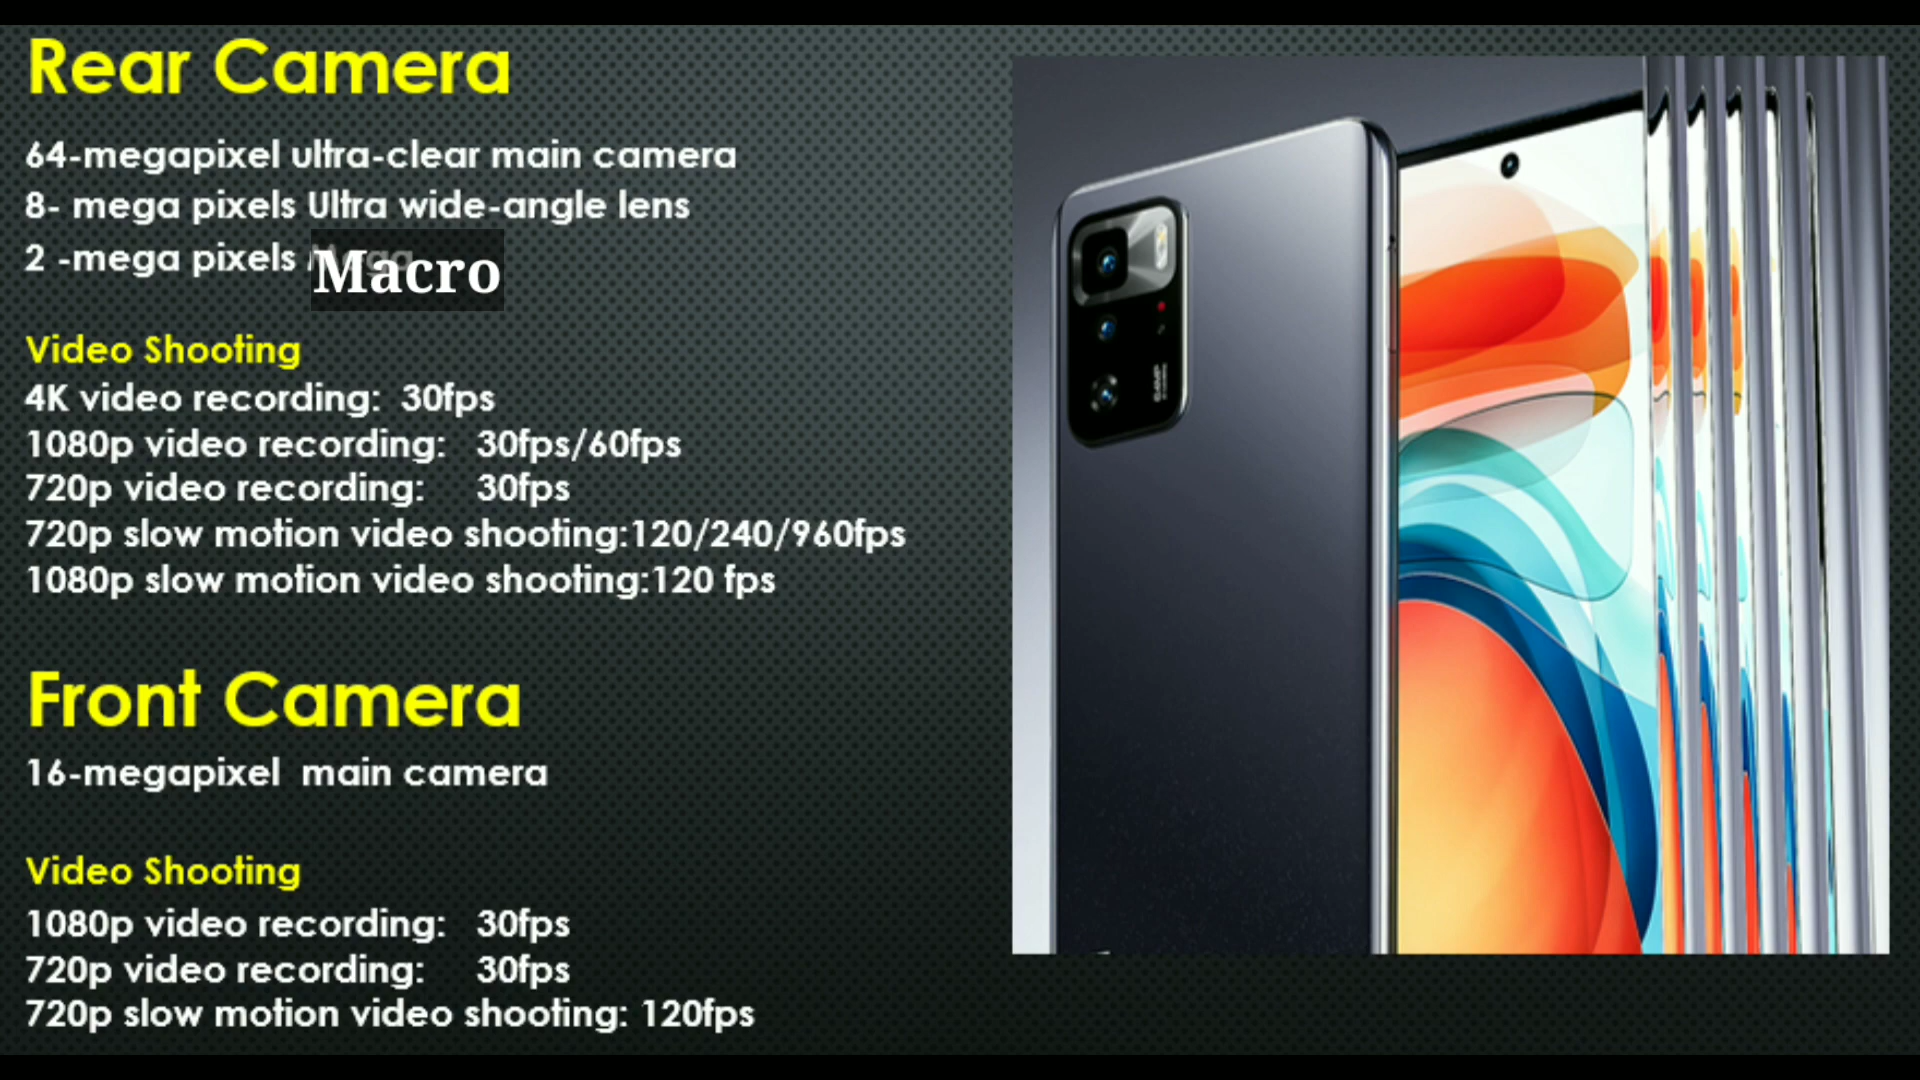 Rear Camera
64-megapixel ultra-clear main camera
8- mega pixels Ultra wide-angle lens
2 -mega pixels Macro
Video Shooting
4K video recording: 30fps
1080p video recording: 30fps/60fps
720p video recording: 30fps
720p slow motion video shooting:120/240/960fps
1080p slow motion video shooting:120 fps
Front Camera
16-megapixel main camera
Video Shooting
1080p video recording: 30fps
720p video recording: 30fps
720p slow motion video shooting: 120fps